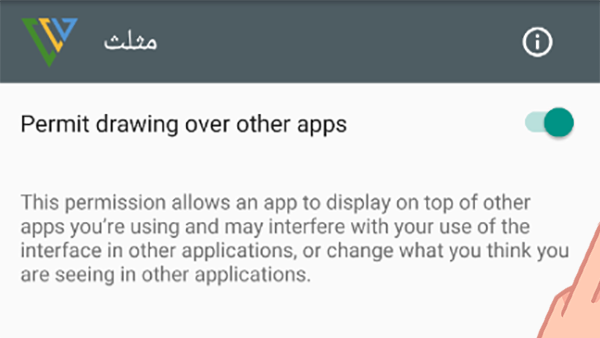 مثلث
Permit drawing over other apps
This permission allows an app to display on top of other
apps you're using and may interfere with your use of the
interface in other applications, or change what you think you
are seeing in other applications.